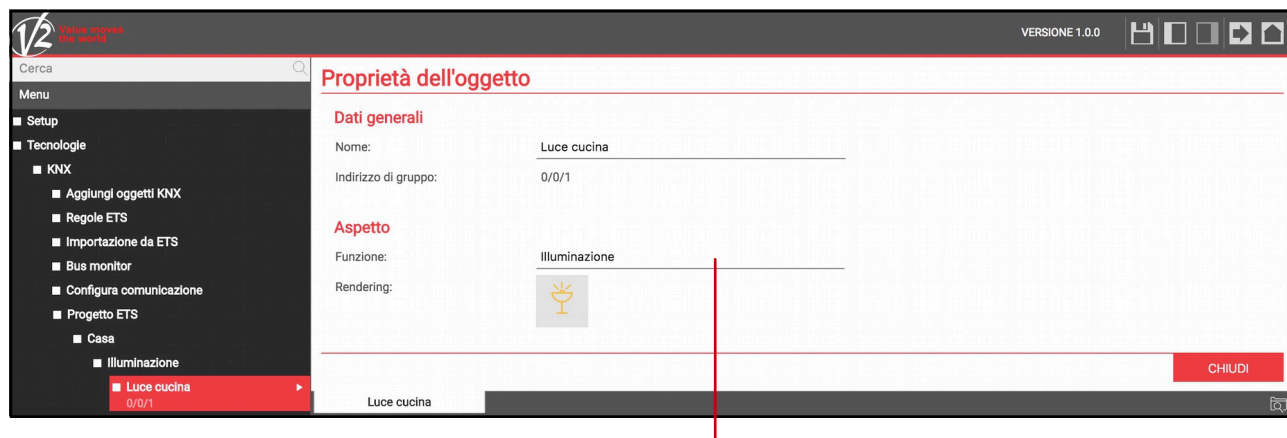 V2 Value moves
the world
VERSIONE 1.0.0
Cerca
Menu
Setup
Tecnologie
KNX
Aggiungi oggetti KNX
Regole ETS
Importazione da ETS
Bus monitor
Configura comunicazione
Progetto ETS
Casa
Illuminazione
Luce cucina
0/0/1
Proprietà dell'oggetto
Dati generali
Nome: Luce cucina
Indirizzo di gruppo: 0/0/1
Aspetto
Funzione: Illuminazione
Rendering:
CHIUDI
Luce cucina